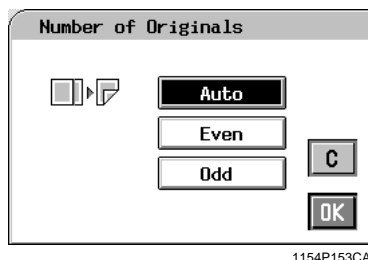 Number of Originals
Auto
Even
Odd
C
OK
1154P153CA